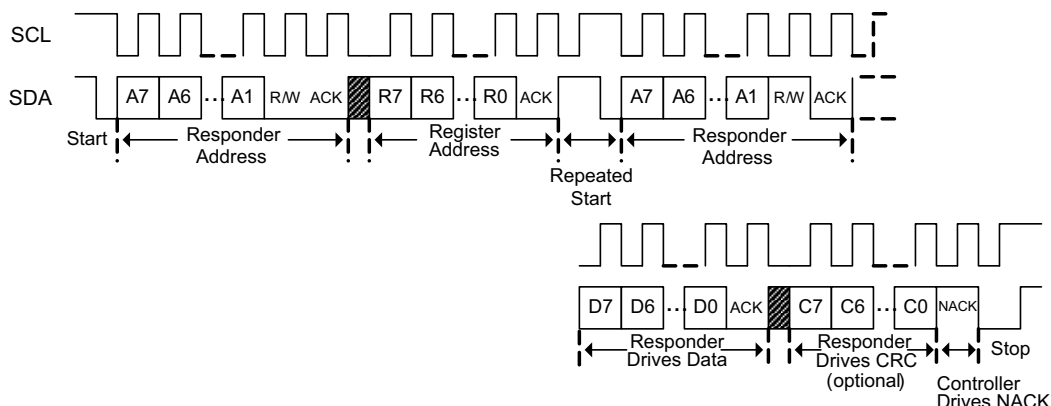 SCL
SDA
A7 A6 ... A1 R/W ACK R7 R6 ... R0 ACK A7 A6 ... A1 R/W ACK
Start
Responder
Address
Register
Address
Repeated
Start
Responder
Address
D7 D6 ... D0 ACK C7 C6 ... C0 NACK
Responder
Drives Data
Responder
Drives CRC
(optional)
Stop
Controller
Drives NACK